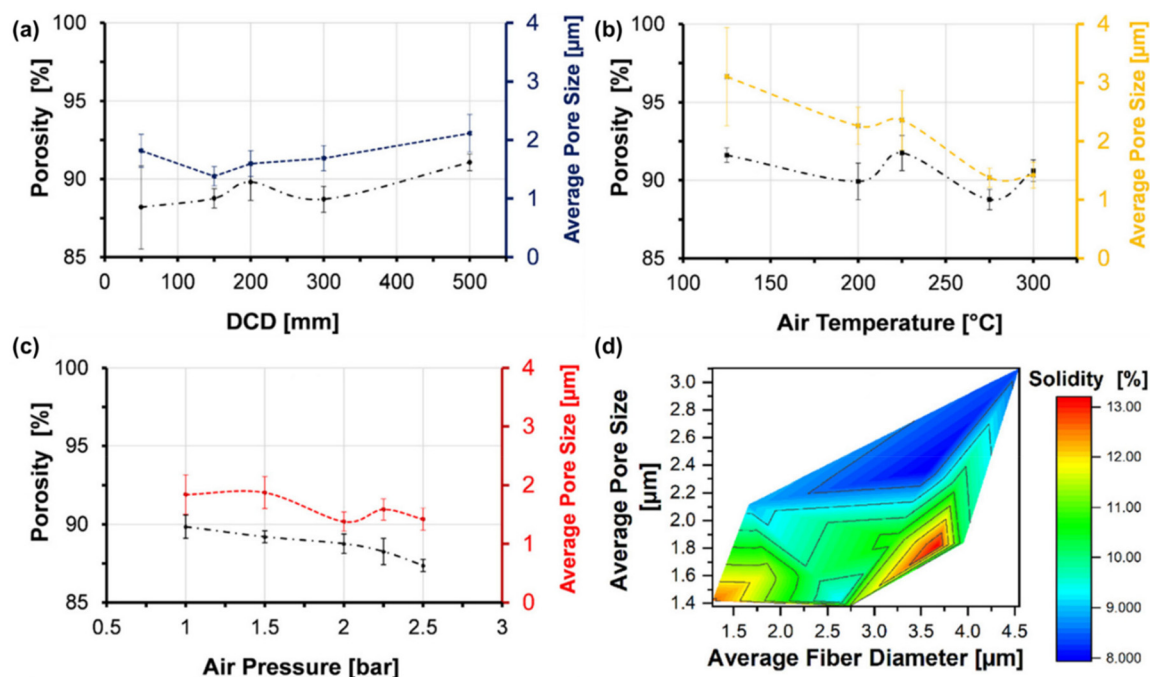 (a)
100
95
90
85
Porosity [%]
4
3
2
1
0
Average Pore Size [µm]
0 100 200 300 400 500
DCD [mm]
(b)
100
95
90
85
Porosity [%]
4
3
2
1
0
Average Pore Size [µm]
100 150 200 250 300
Air Temperature [°C]
(c)
100
95
90
85
Porosity [%]
4
3
2
1
0
Average Pore Size [µm]
0.5 1 1.5 2 2.5 3
Air Pressure [bar]
(d)
3.0
2.8
2.6
2.4
2.2
2.0
1.8
1.6
1.4
Average Pore Size
[µm]
1.5 2.0 2.5 3.0 3.5 4.0 4.5
Average Fiber Diameter [µm]
Solidity [%]
13.00
12.00
11.00
10.00
9.000
8.000